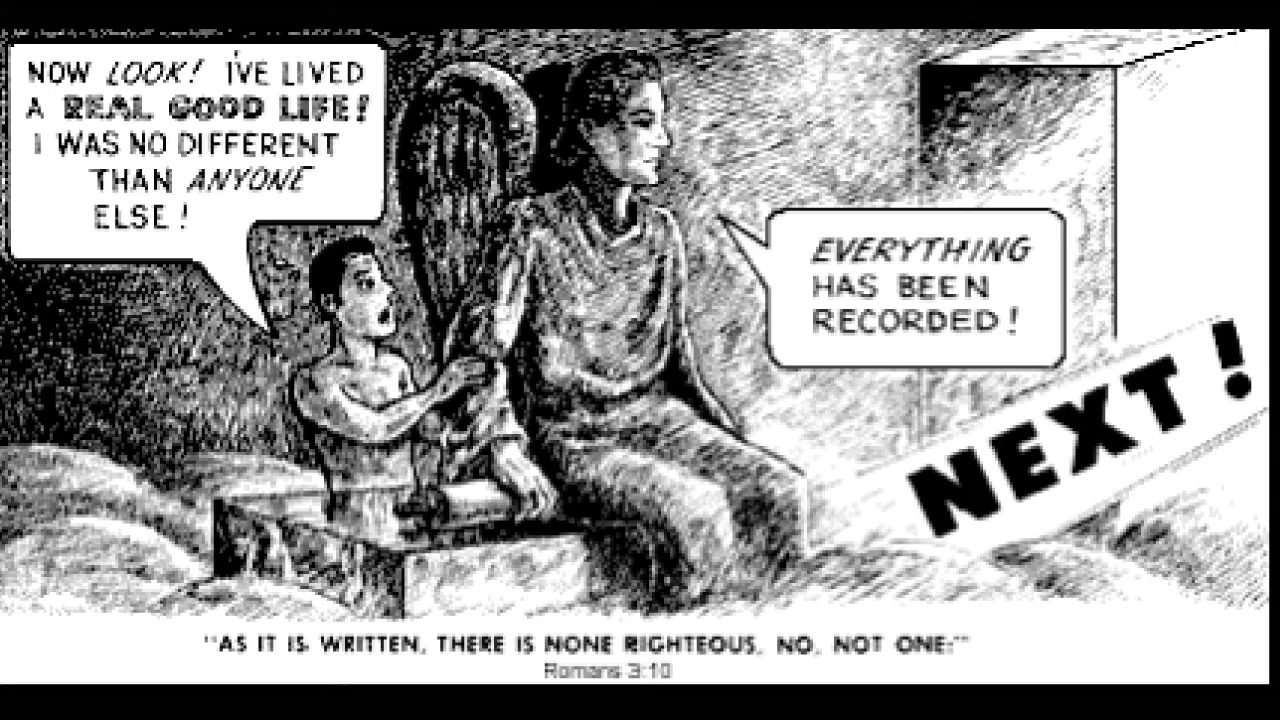 NOW LOOK! I'VE LIVED
A REAL GOOD LIFE!
I WAS NO DIFFERENT
THAN ANYONE
ELSE!
EVERYTHING
HAS BEEN
RECORDED!
NEXT!
"AS IT IS WRITTEN, THERE IS NONE RIGHTEOUS, NO, NOT ONE:"
Romans 3:10